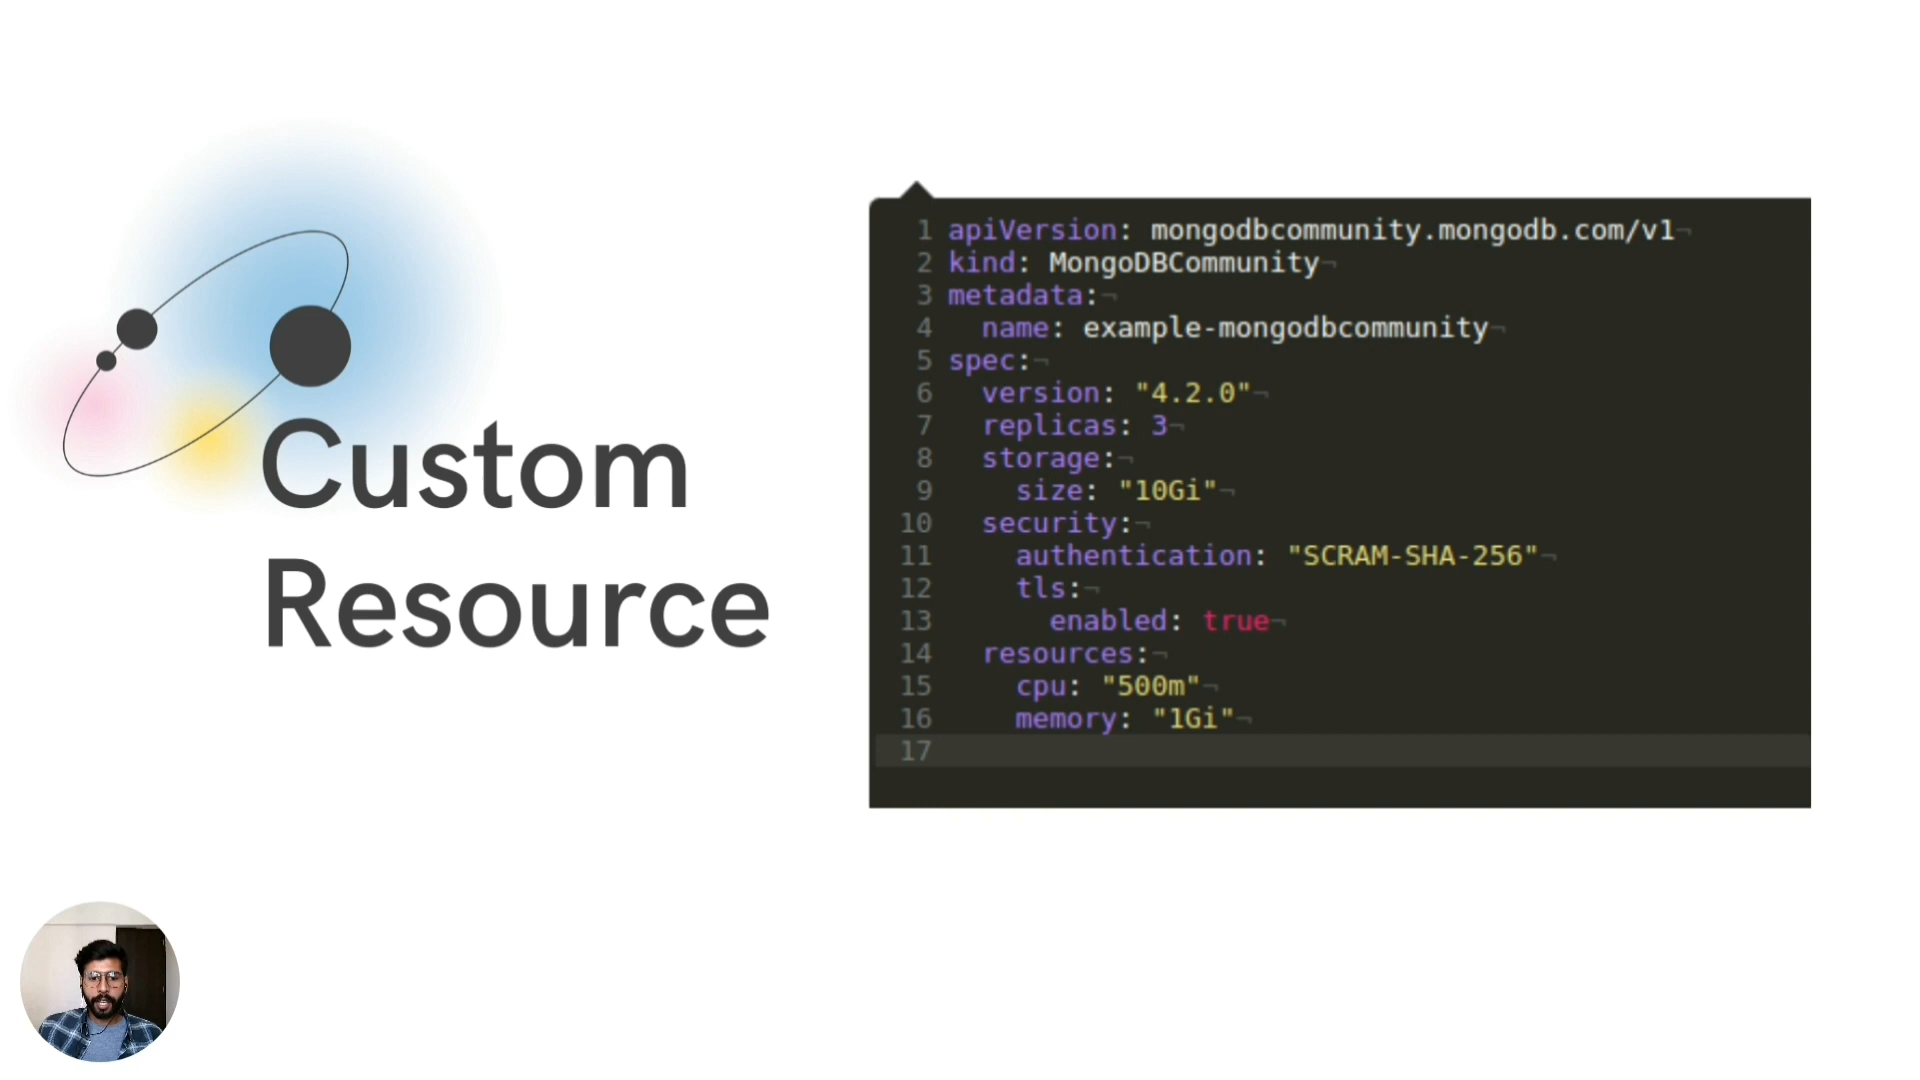 Custom
Resource
1 apiVersion: mongodbcommunity.mongodb.com/v1¬
2 kind: MongoDBCommunity¬
3 metadata:¬
4   name: example-mongodbcommunity¬
5 spec:¬
6   version: "4.2.0"¬
7   replicas: 3¬
8   storage:¬
9     size: "10Gi"¬
10   security:¬
11     authentication: "SCRAM-SHA-256"¬
12     tls:¬
13       enabled: true¬
14   resources:¬
15     cpu: "500m"¬
16     memory: "1Gi"¬
17